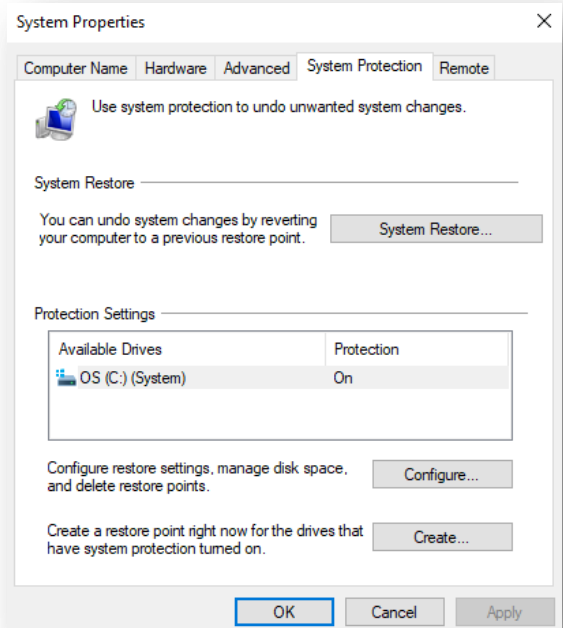 System Properties
Computer Name Hardware Advanced System Protection Remote
Use system protection to undo unwanted system changes.
System Restore
You can undo system changes by reverting
your computer to a previous restore point.
System Restore...
Protection Settings
Available Drives Protection
OS (C:) (System) On
Configure restore settings, manage disk space,
and delete restore points.
Configure...
Create a restore point right now for the drives that
have system protection turned on.
Create...
OK Cancel Apply